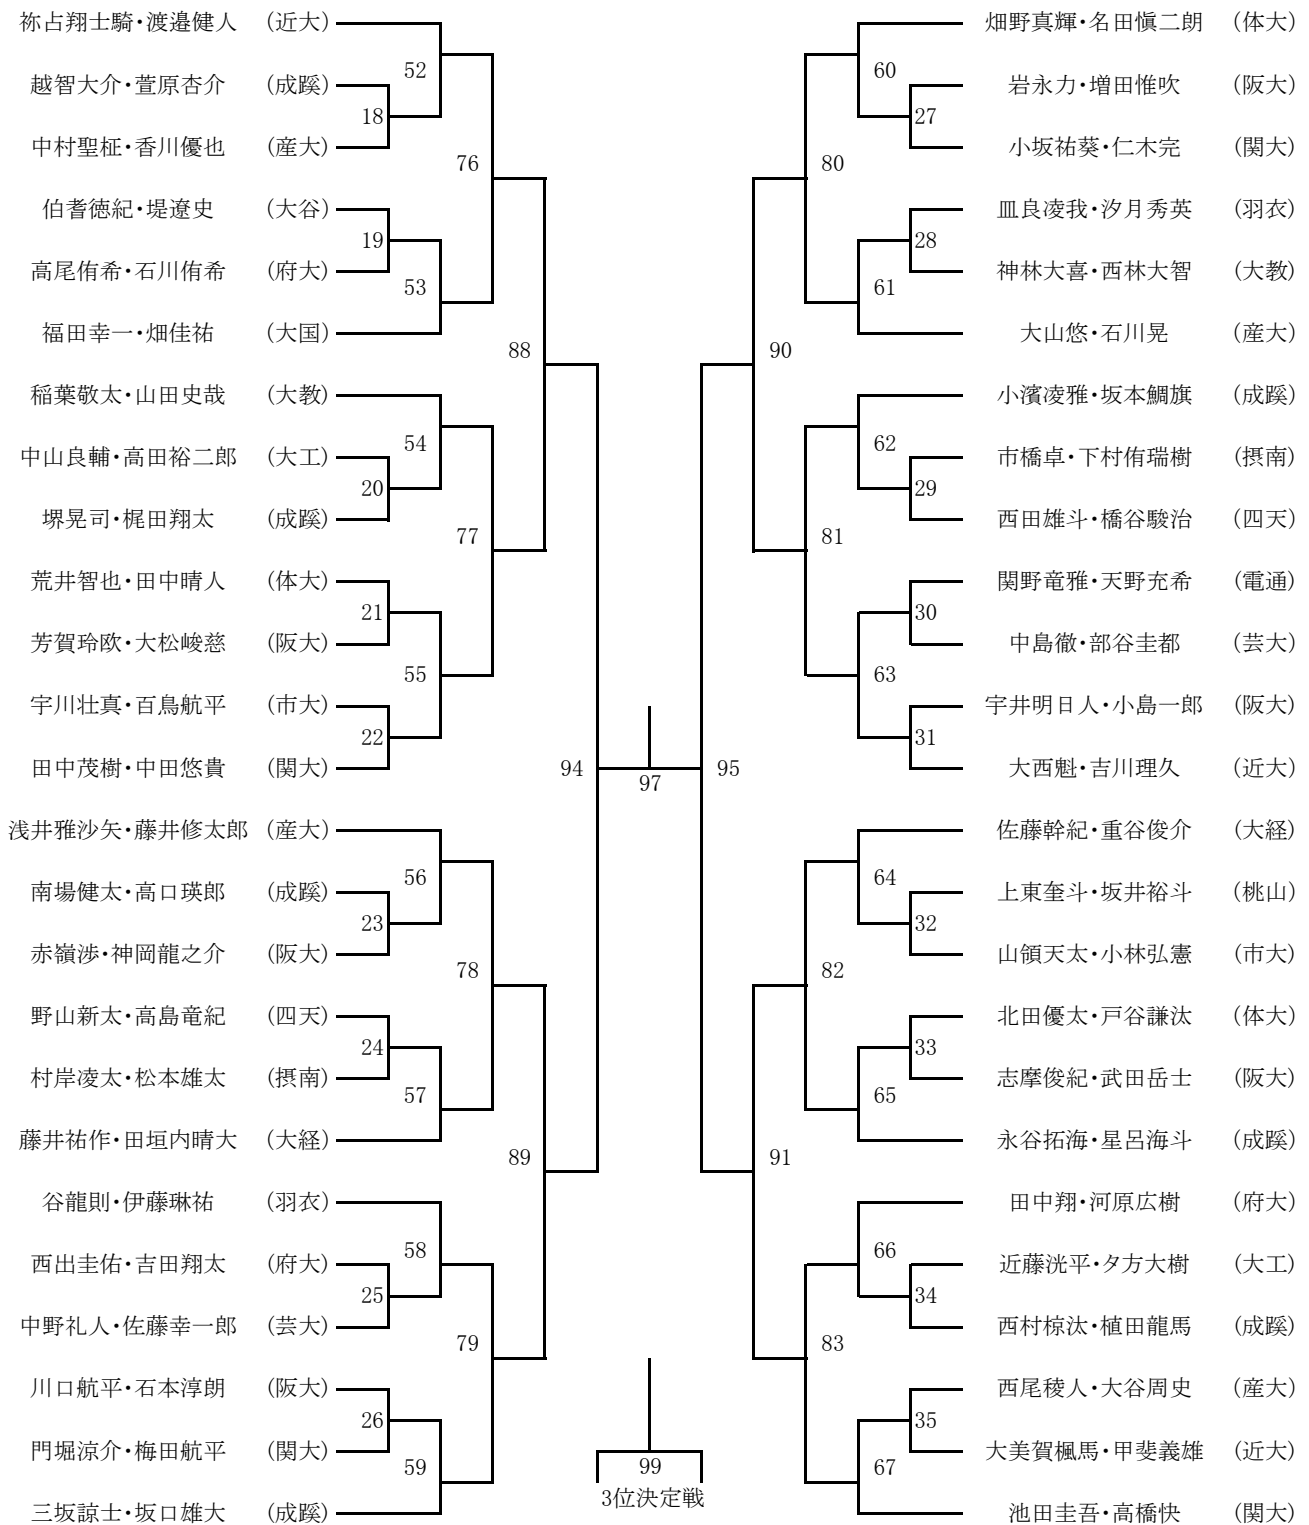 祢占翔士騎・渡邉健人 (近大)
52
越智大介・萱原杏介 (成蹊)
18
中村聖柾・香川優也 (産大)
76
伯耆徳紀・堤遼史 (大谷)
19
高尾侑希・石川侑希 (府大)
53
福田幸一・畑佳祐 (大国)
88
稲葉敬太・山田史哉 (大教)
54
中山良輔・高田裕二郎 (大工)
20
堺晃司・梶田翔太 (成蹊)
77
荒井智也・田中晴人 (体大)
21
芳賀玲欧・大松峻慈 (阪大)
55
宇川壮真・百鳥航平 (市大)
22
田中茂樹・中田悠貴 (関大)
94
浅井雅沙矢・藤井修太郎 (産大)
56
南場健太・高口瑛郎 (成蹊)
23
赤嶺渉・神岡龍之介 (阪大)
78
野山新太・高島竜紀 (四天)
24
村岸凌太・松本雄太 (摂南)
57
藤井祐作・田垣内晴大 (大経)
89
谷龍則・伊藤琳祐 (羽衣)
58
西出圭佑・吉田翔太 (府大)
25
中野礼人・佐藤幸一郎 (芸大)
79
川口航平・石本淳朗 (阪大)
26
門堀涼介・梅田航平 (関大)
59
三坂諒士・坂口雄大 (成蹊)
97
99
3位決定戦
畑野真輝・名田愼二朗 (体大)
60
岩永力・増田惟吹 (阪大)
27
小坂祐葵・仁木完 (関大)
80
皿良凌我・汐月秀英 (羽衣)
28
神林大喜・西林大智 (大教)
61
大山悠・石川晃 (産大)
90
小濱凌雅・坂本鯛旗 (成蹊)
62
市橋卓・下村侑瑞樹 (摂南)
29
西田雄斗・橋谷駿治 (四天)
81
関野竜雅・天野充希 (電通)
30
中島徹・部谷圭都 (芸大)
63
宇井明日人・小島一郎 (阪大)
31
大西魁・吉川理久 (近大)
95
佐藤幹紀・重谷俊介 (大経)
64
上東奎斗・坂井裕斗 (桃山)
32
山領天太・小林弘憲 (市大)
82
北田優太・戸谷謙汰 (体大)
33
志摩俊紀・武田岳士 (阪大)
65
永谷拓海・星呂海斗 (成蹊)
91
田中翔・河原広樹 (府大)
66
近藤洸平・夕方大樹 (大工)
34
西村椋汰・植田龍馬 (成蹊)
83
西尾稜人・大谷周史 (産大)
35
大美賀楓馬・甲斐義雄 (近大)
67
池田圭吾・高橋快 (関大)